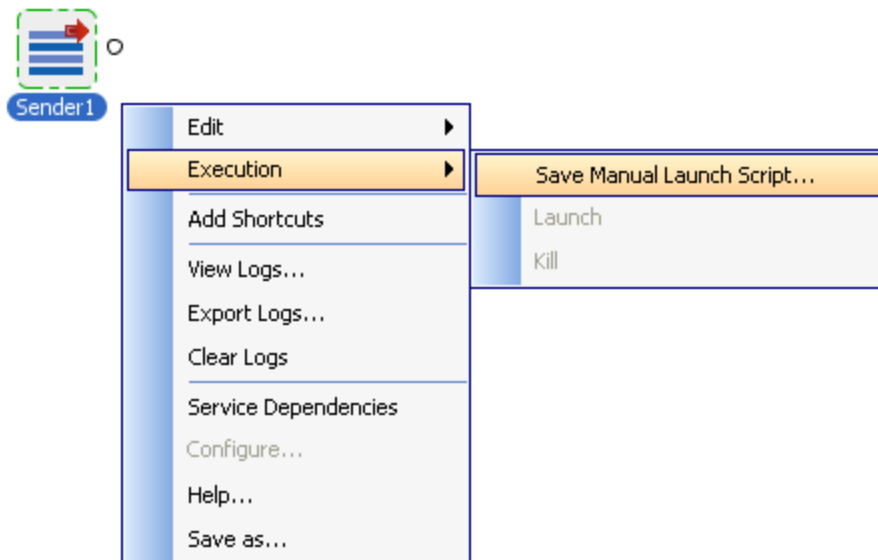 Sender1
Edit
Execution
Save Manual Launch Script...
Launch
Kill
Add Shortcuts
View Logs...
Export Logs...
Clear Logs
Service Dependencies
Configure...
Help...
Save as...